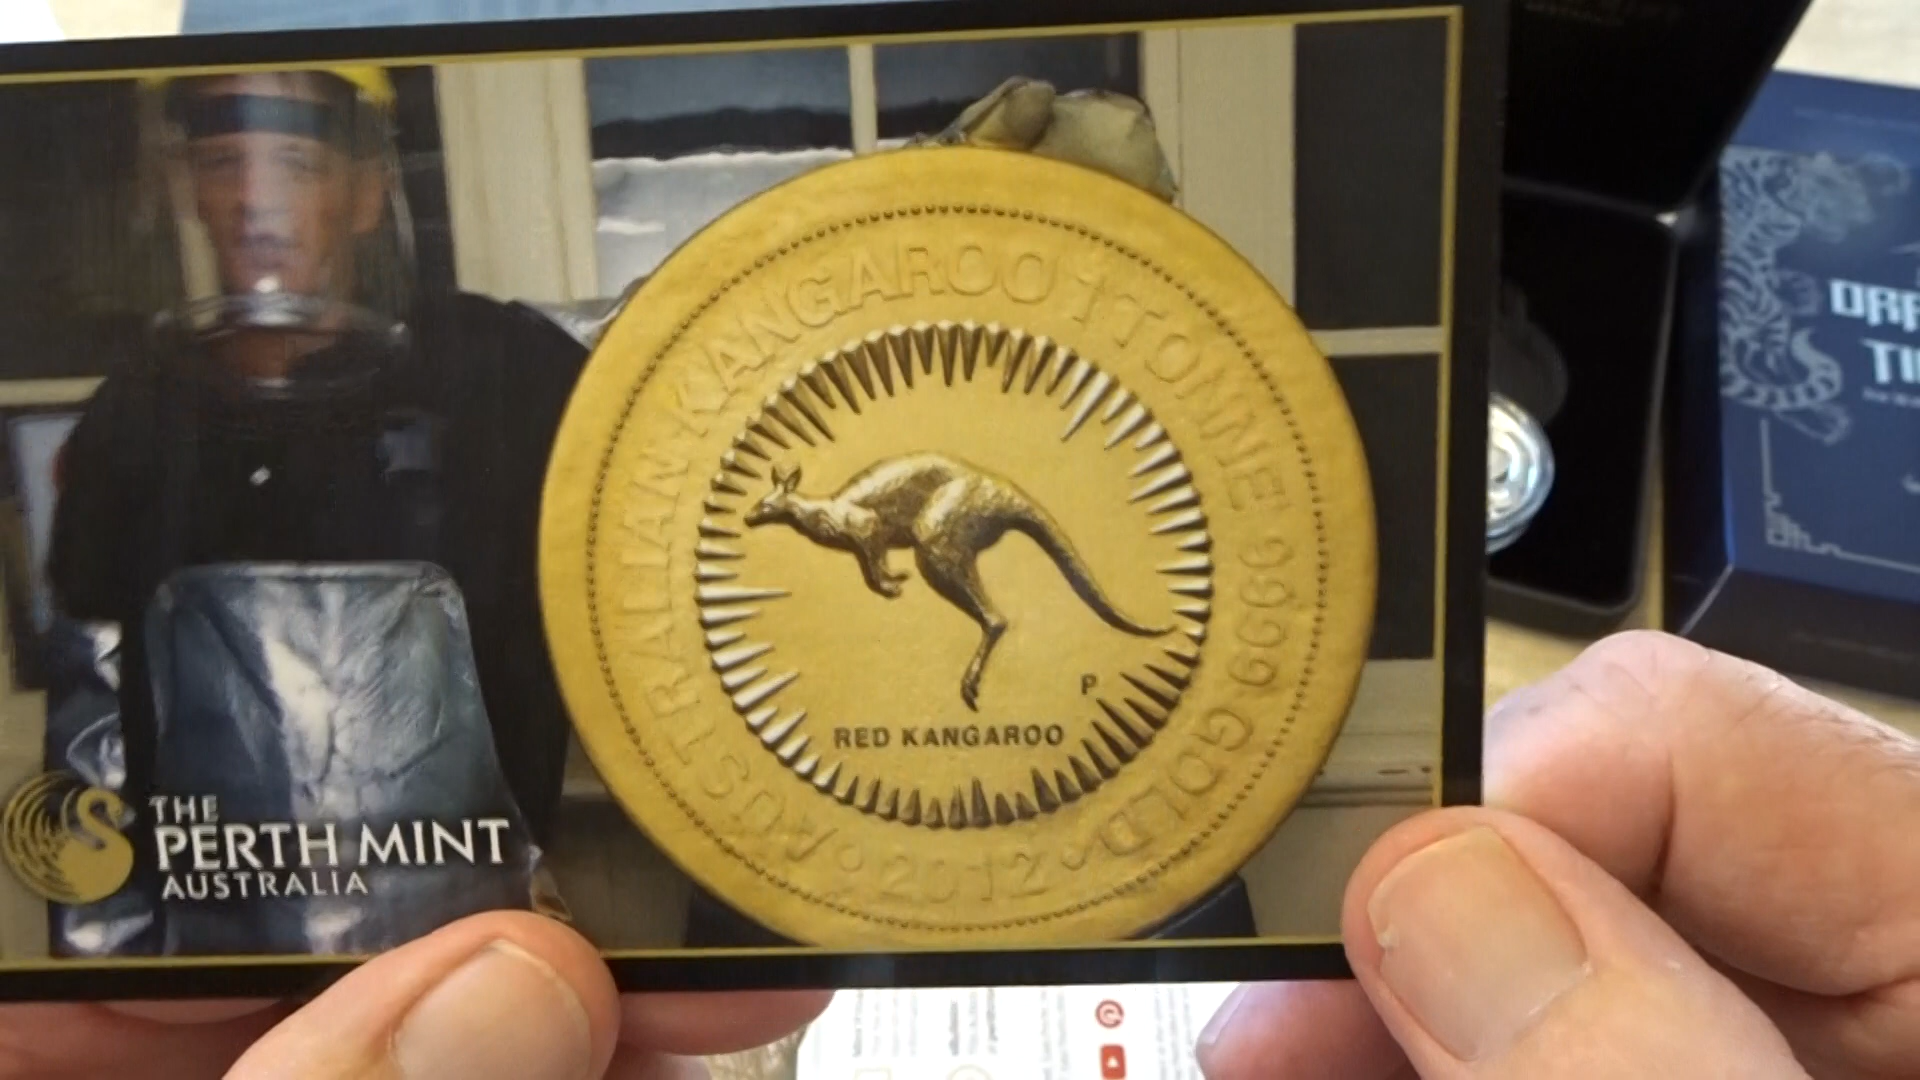 AUSTRALIAN KANGAROO 1 TONNE 9999 GOLD
2012
P
RED KANGAROO
THE
PERTH MINT
AUSTRALIA